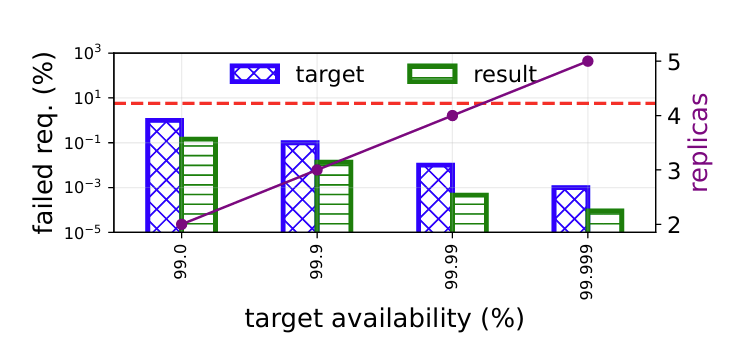 failed req. (%)
10³
10¹
10⁻¹
10⁻³
10⁻⁵
target
result
5
4
3
2
replicas
99.0
99.9
99.99
99.999
target availability (%)